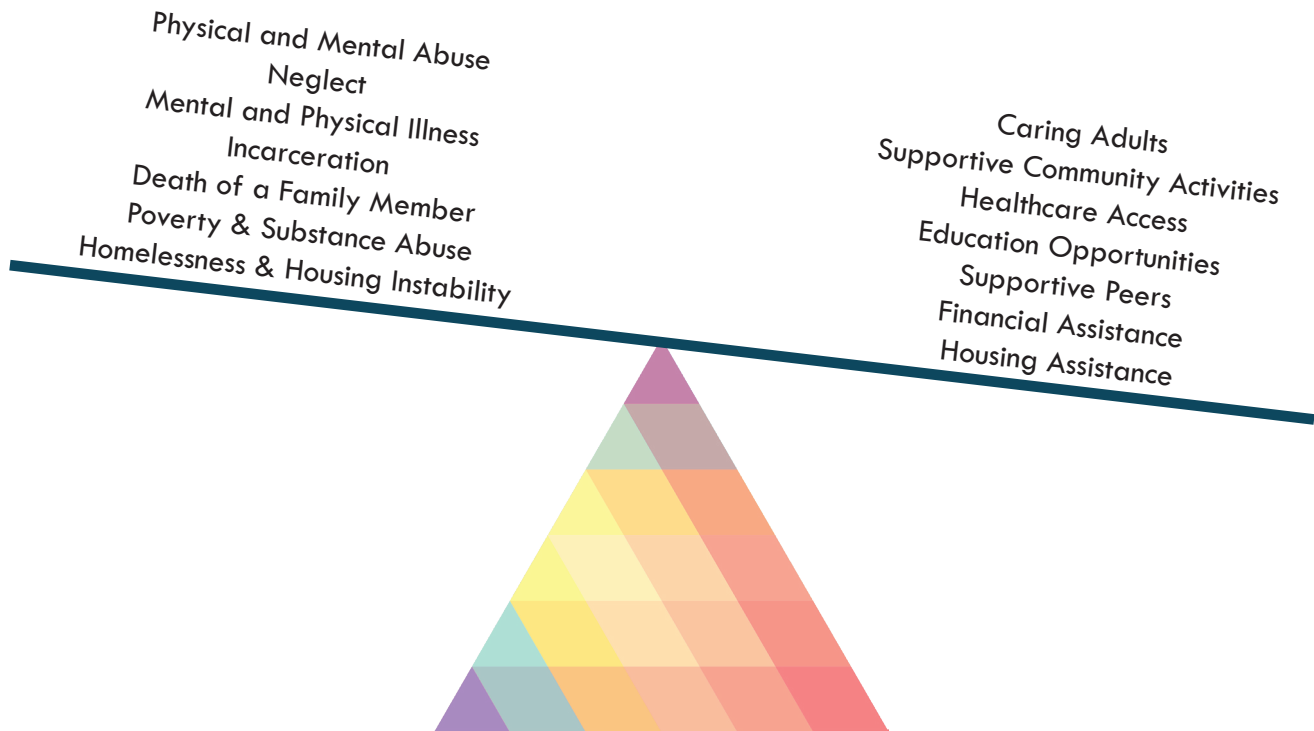 Physical and Mental Abuse
Neglect
Mental and Physical Illness
Incarceration
Death of a Family Member
Poverty & Substance Abuse
Homelessness & Housing Instability
Caring Adults
Supportive Community Activities
Healthcare Access
Education Opportunities
Supportive Peers
Financial Assistance
Housing Assistance